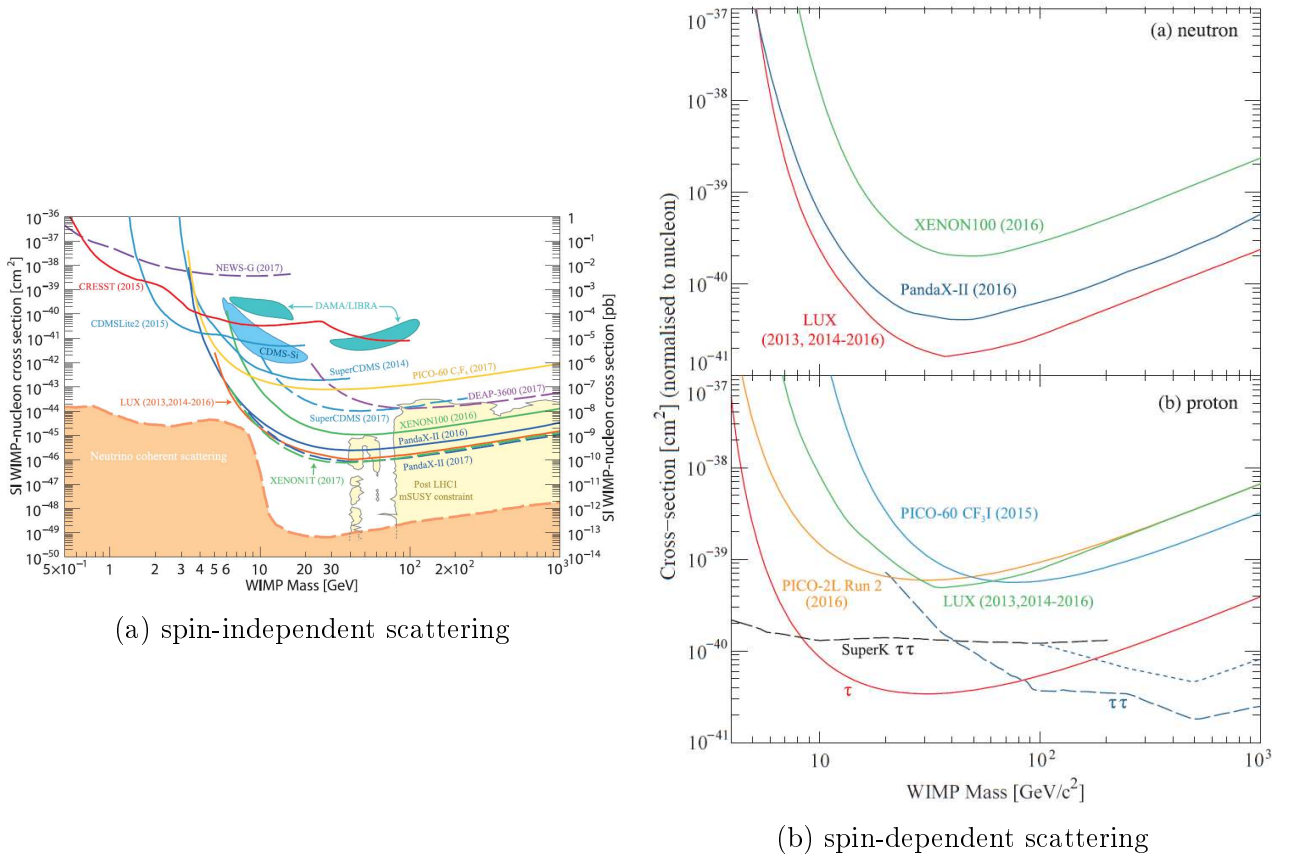 10⁻³⁶
10⁻³⁷
10⁻³⁸
10⁻³⁹
10⁻⁴⁰
10⁻⁴¹
10⁻⁴²
10⁻⁴³
10⁻⁴⁴
10⁻⁴⁵
10⁻⁴⁶
10⁻⁴⁷
10⁻⁴⁸
10⁻⁴⁹
10⁻⁵⁰
SI WIMP-nucleon cross section [cm²]
1
10⁻¹
10⁻²
10⁻³
10⁻⁴
10⁻⁵
10⁻⁶
10⁻⁷
10⁻⁸
10⁻⁹
10⁻¹⁰
10⁻¹¹
10⁻¹²
10⁻¹³
10⁻¹⁴
SI WIMP-nucleon cross section [pb]
NEWS-G (2017)
CRESST (2015)
DAMA/LIBRA
CDMSLite2 (2015)
CDMS-Si
SuperCDMS (2014)
PICO-60 C₃F₈ (2017)
DEAP-3600 (2017)
LUX (2013,2014-2016)
SuperCDMS (2017)
XENON100 (2016)
PandaX-II (2016)
Neutrino coherent scattering
PandaX-II (2017)
XENON1T (2017)
Post LHC1
mSUSY constraint
5×10⁻¹ 1 2 3 4 5 6 10 20 30 10² 2×10² 10³
WIMP Mass [GeV]
(a) spin-independent scattering
10⁻³⁷
10⁻³⁸
10⁻³⁹
10⁻⁴⁰
10⁻⁴¹
(a) neutron
XENON100 (2016)
PandaX-II (2016)
LUX
(2013, 2014-2016)
Cross−section [cm²] (normalised to nucleon)
10⁻³⁷
10⁻³⁸
10⁻³⁹
10⁻⁴⁰
10⁻⁴¹
(b) proton
PICO-60 CF₃I (2015)
PICO-2L Run 2
(2016)
LUX (2013,2014-2016)
SuperK ττ
τ
ττ
10 10² 10³
WIMP Mass [GeV/c²]
(b) spin-dependent scattering